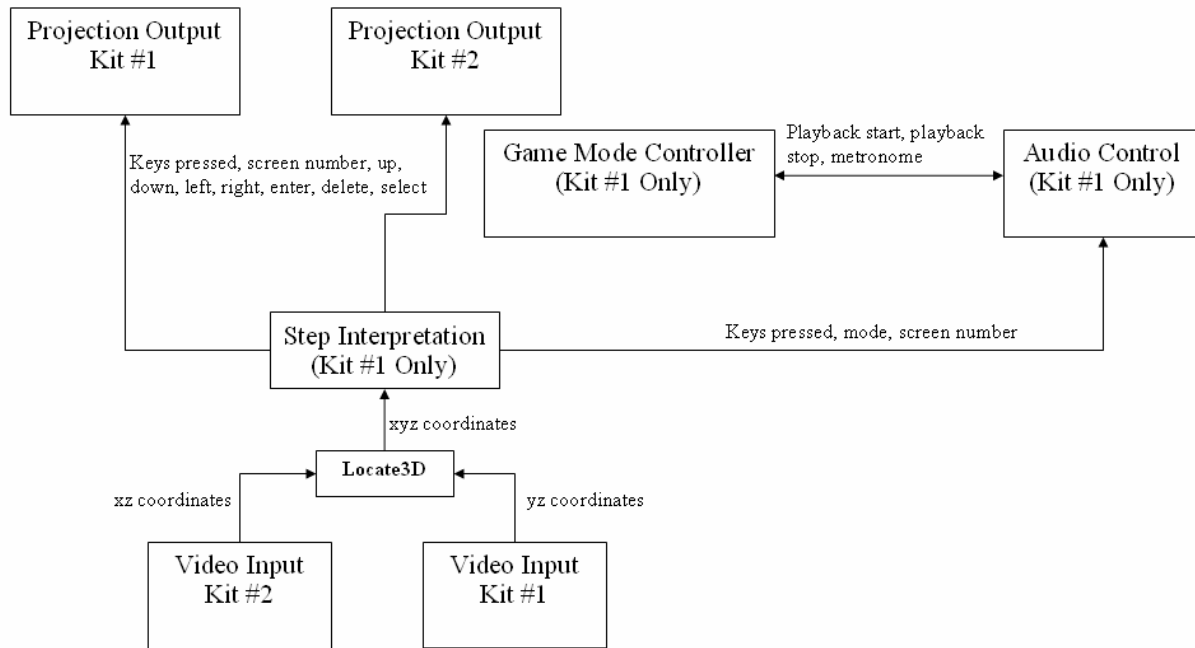 Projection Output
Kit #1
Projection Output
Kit #2
Keys pressed, screen number, up,
down, left, right, enter, delete, select
Game Mode Controller
(Kit #1 Only)
Playback start, playback
stop, metronome
Audio Control
(Kit #1 Only)
Step Interpretation
(Kit #1 Only)
Keys pressed, mode, screen number
xyz coordinates
Locate3D
xz coordinates
yz coordinates
Video Input
Kit #2
Video Input
Kit #1